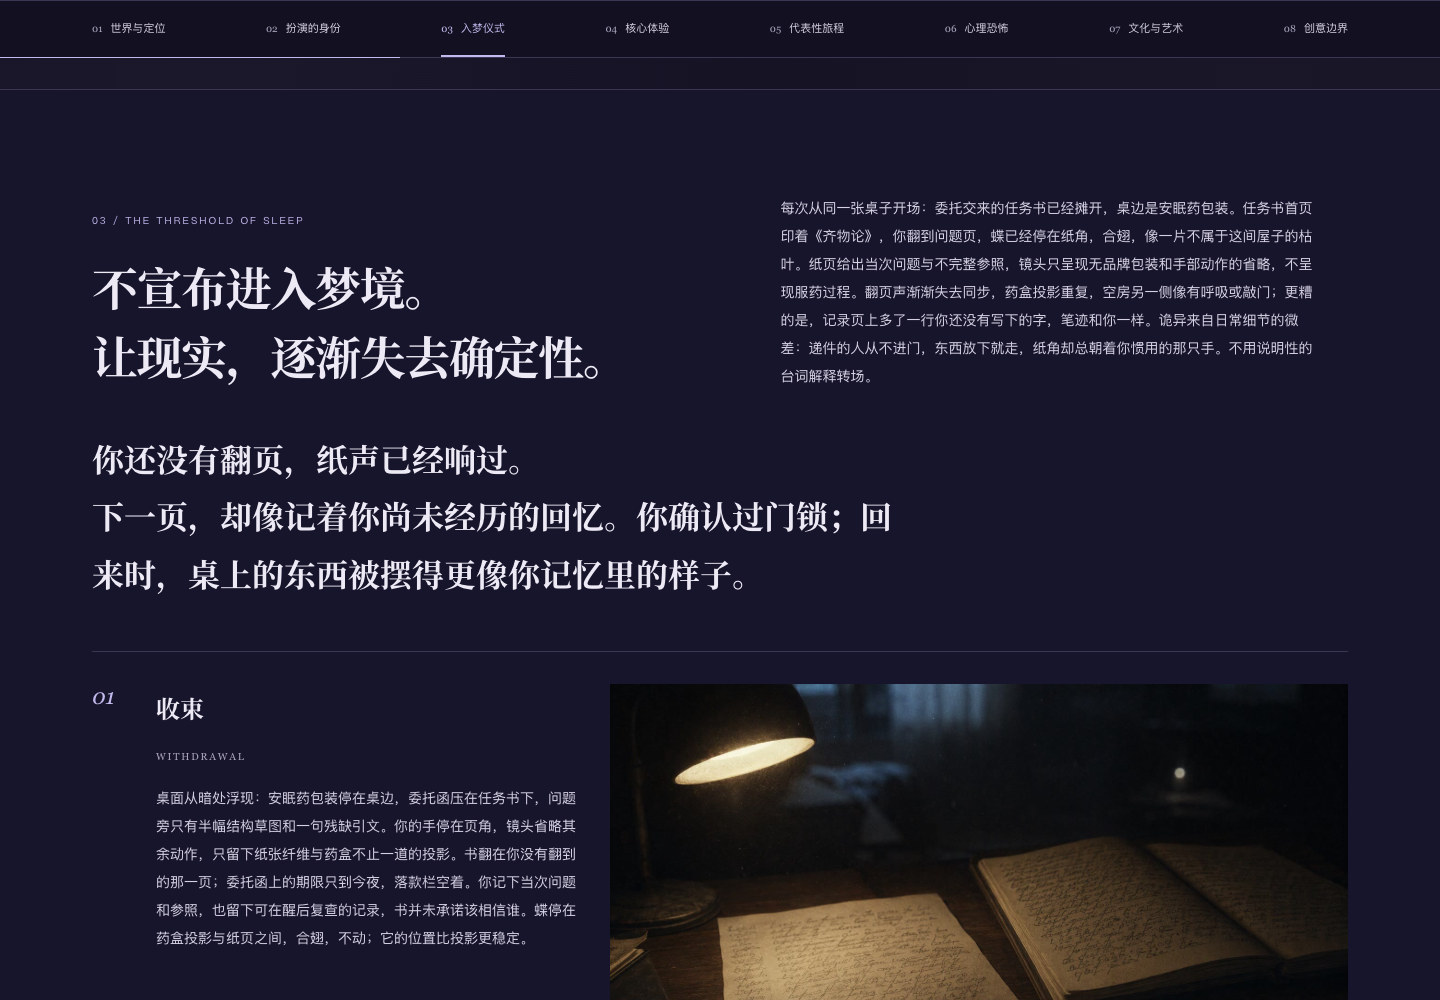 01 世界与定位
02 扮演的身份
03 入梦仪式
04 核心体验
05 代表性旅程
06 心理恐怖
07 文化与艺术
08 创意边界
03 / THE THRESHOLD OF SLEEP
不宣布进入梦境。
让现实，逐渐失去确定性。
每次从同一张桌子开场：委托交来的任务书已经摊开，桌边是安眠药包装。任务书首页
印着《齐物论》，你翻到问题页，蝶已经停在纸角，合翅，像一片不属于这间屋子的枯
叶。纸页给出当次问题与不完整参照，镜头只呈现无品牌包装和手部动作的省略，不呈
现服药过程。翻页声渐渐失去同步，药盒投影重复，空房另一侧像有呼吸或敲门；更糟
的是，记录页上多了一行你还没有写下的字，笔迹和你一样。诡异来自日常细节的微
差：递件的人从不进门，东西放下就走，纸角却总朝着你惯用的那只手。不用说明性的
台词解释转场。
你还没有翻页，纸声已经响过。
下一页，却像记着你尚未经历的回忆。你确认过门锁；回
来时，桌上的东西被摆得更像你记忆里的样子。
01
收束
WITHDRAWAL
桌面从暗处浮现：安眠药包装停在桌边，委托函压在任务书下，问题
旁只有半幅结构草图和一句残缺引文。你的手停在页角，镜头省略其
余动作，只留下纸张纤维与药盒不止一道的投影。书翻在你没有翻到
的那一页；委托函上的期限只到今夜，落款栏空着。你记下当次问题
和参照，也留下可在醒后复查的记录，书并未承诺该相信谁。蝶停在
药盒投影与纸页之间，合翅，不动；它的位置比投影更稳定。